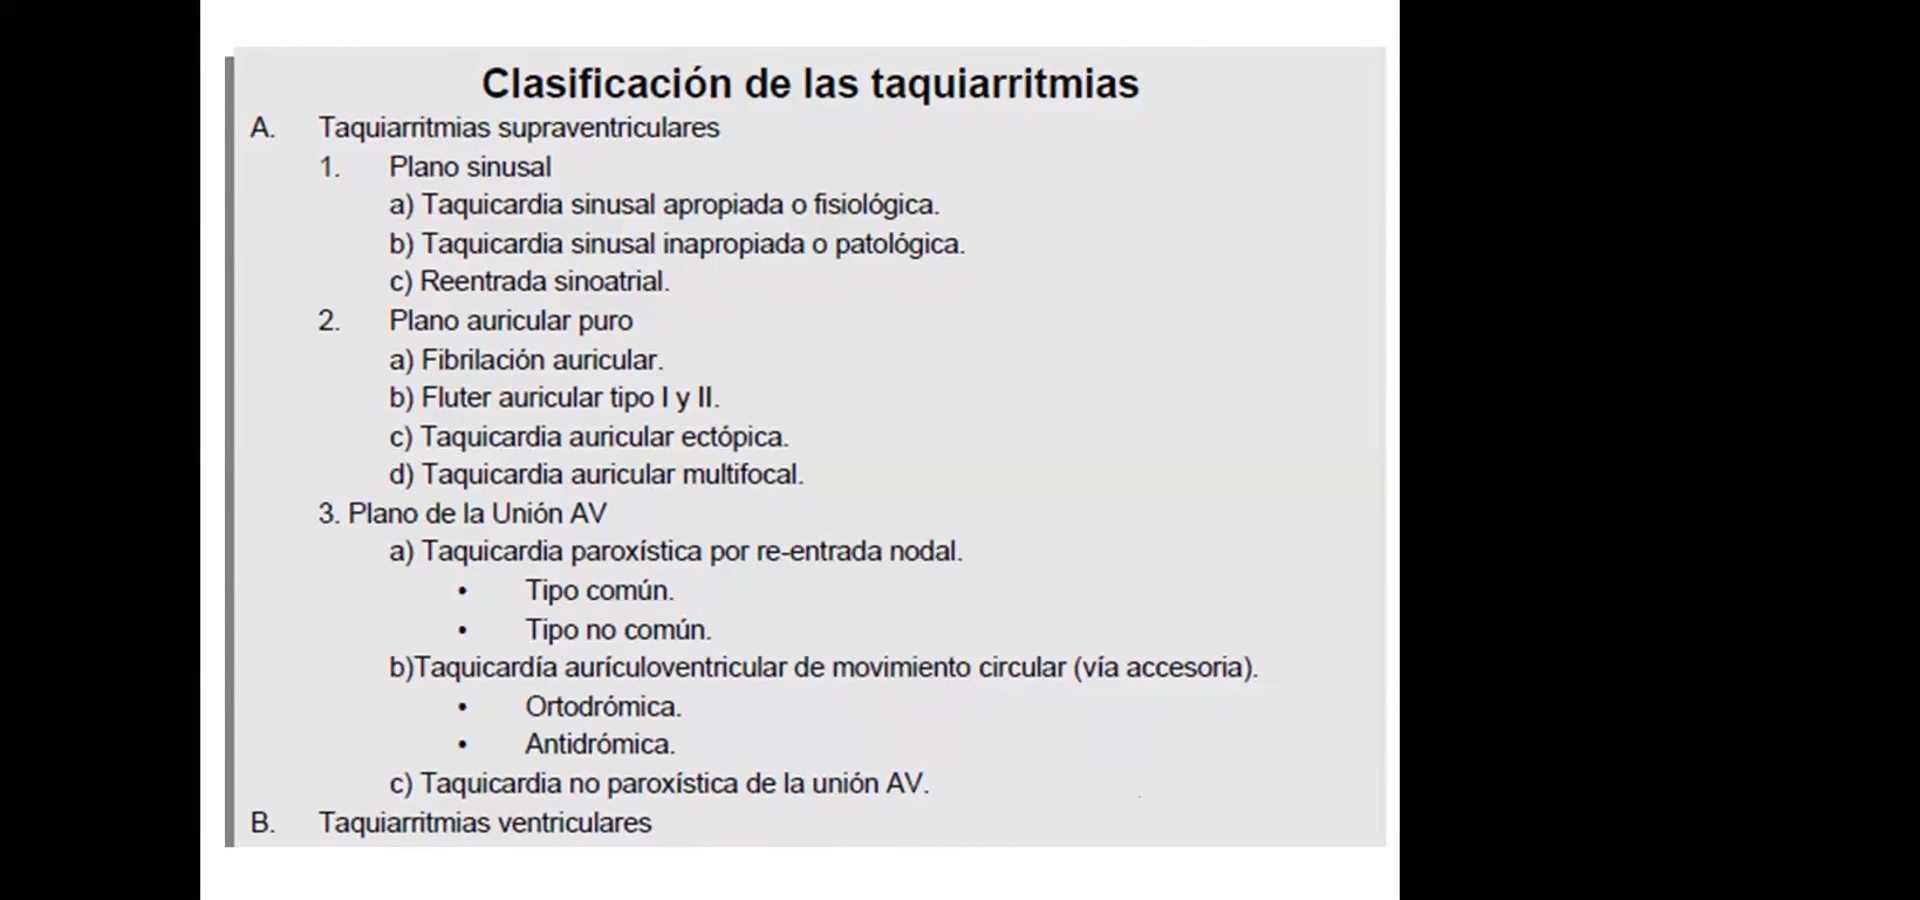 Clasificación de las taquiarritmias
A. Taquiarritmias supraventriculares
1. Plano sinusal
a) Taquicardia sinusal apropiada o fisiológica.
b) Taquicardia sinusal inapropiada o patológica.
c) Reentrada sinoatrial.
2. Plano auricular puro
a) Fibrilación auricular.
b) Fluter auricular tipo I y II.
c) Taquicardia auricular ectópica.
d) Taquicardia auricular multifocal.
3. Plano de la Unión AV
a) Taquicardia paroxística por re-entrada nodal.
• Tipo común.
• Tipo no común.
b)Taquicardía aurículoventricular de movimiento circular (vía accesoria).
• Ortodrómica.
• Antidrómica.
c) Taquicardia no paroxística de la unión AV.
B. Taquiarritmias ventriculares